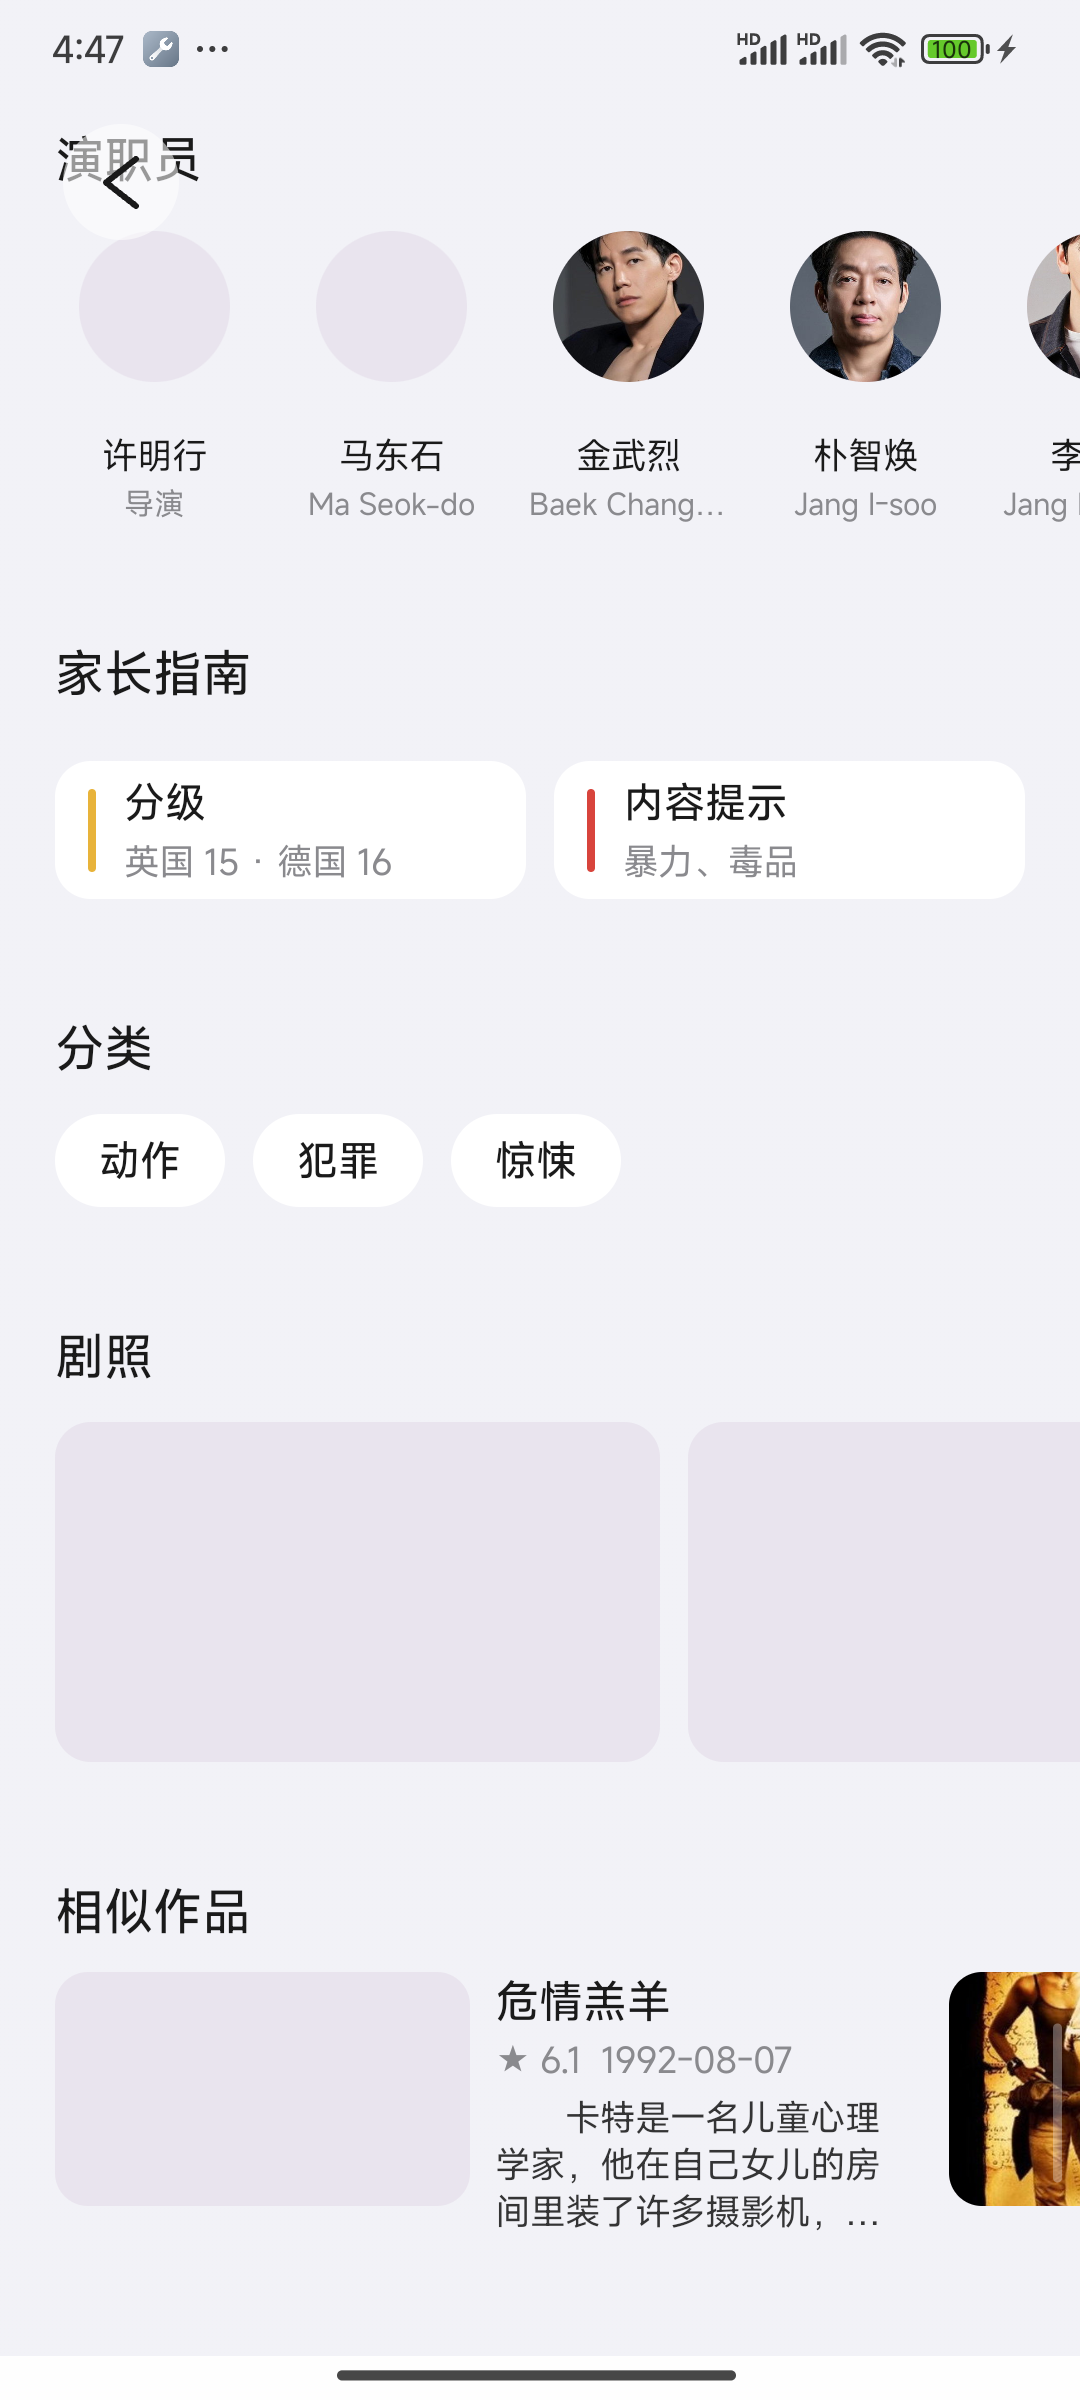 4:47
HD HD 100
演职员
许明行 马东石 金武烈 朴智焕 李
导演 Ma Seok-do Baek Chang... Jang I-soo Jang
家长指南
分级 内容提示
英国 15 · 德国 16 暴力、毒品
分类
动作 犯罪 惊悚
剧照
相似作品
危情羔羊
★ 6.1 1992-08-07
卡特是一名儿童心理
学家，他在自己女儿的房
间里装了许多摄影机，...